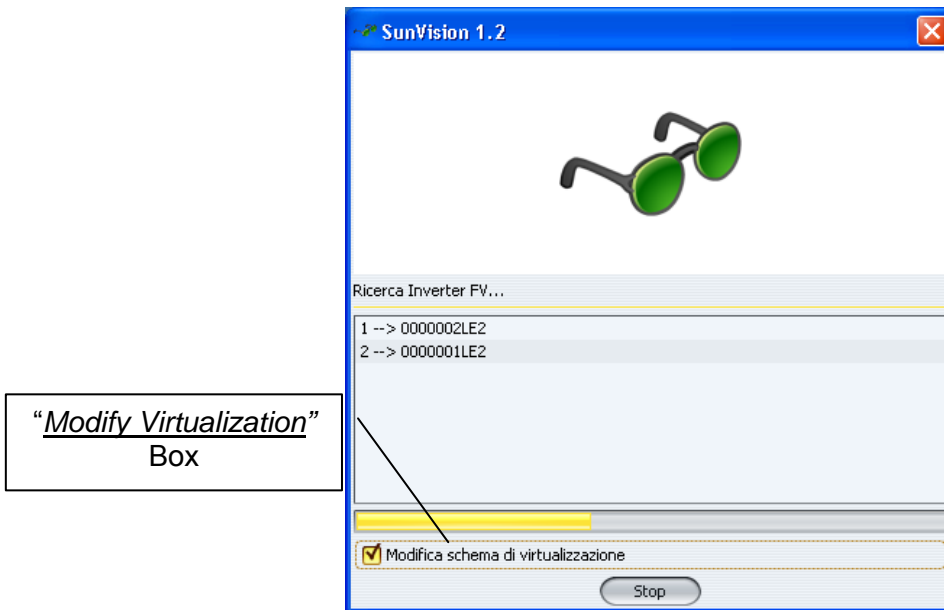 SunVision 1.2
Ricerca Inverter FV...
1 --> 0000002LE2
2 --> 0000001LE2
“Modify Virtualization”
Box
Modifica schema di virtualizzazione
Stop